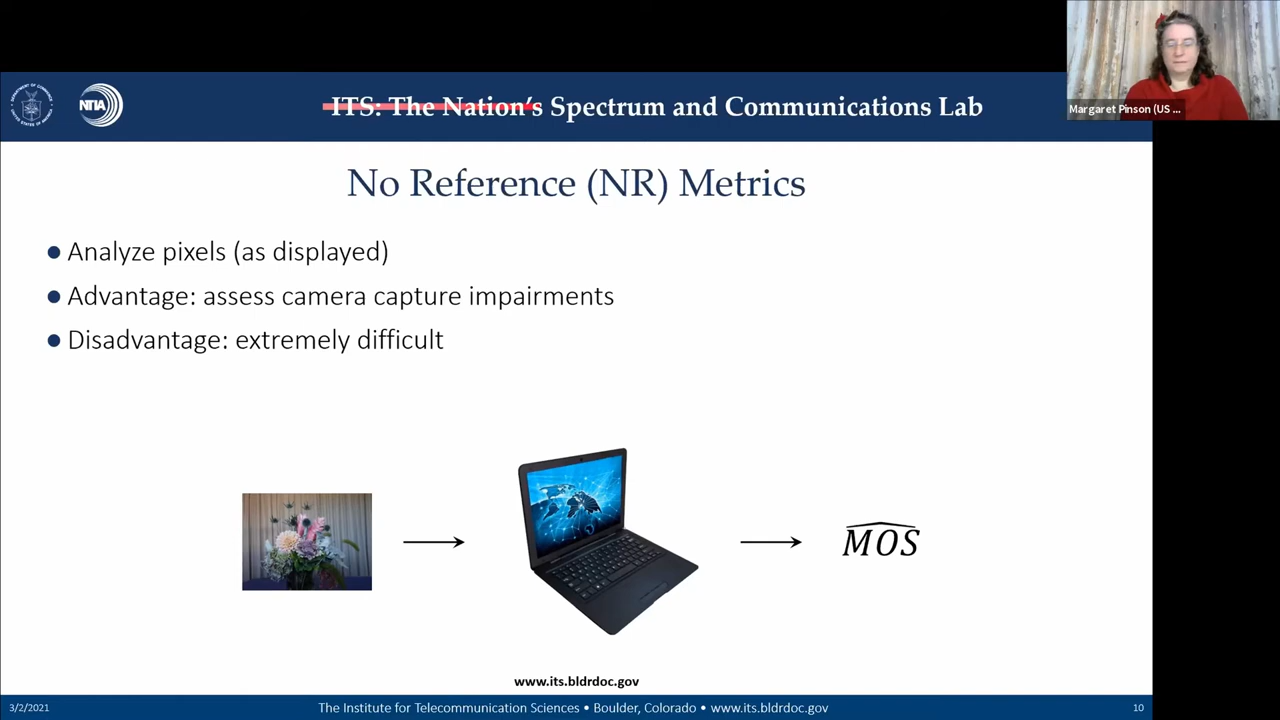 ITS: The Nation's Spectrum and Communications Lab
NTIA
Margaret Pinson (US ...
No Reference (NR) Metrics
● Analyze pixels (as displayed)
● Advantage: assess camera capture impairments
● Disadvantage: extremely difficult
MOS
www.its.bldrdoc.gov
3/2/2021 The Institute for Telecommunication Sciences • Boulder, Colorado • www.its.bldrdoc.gov 10